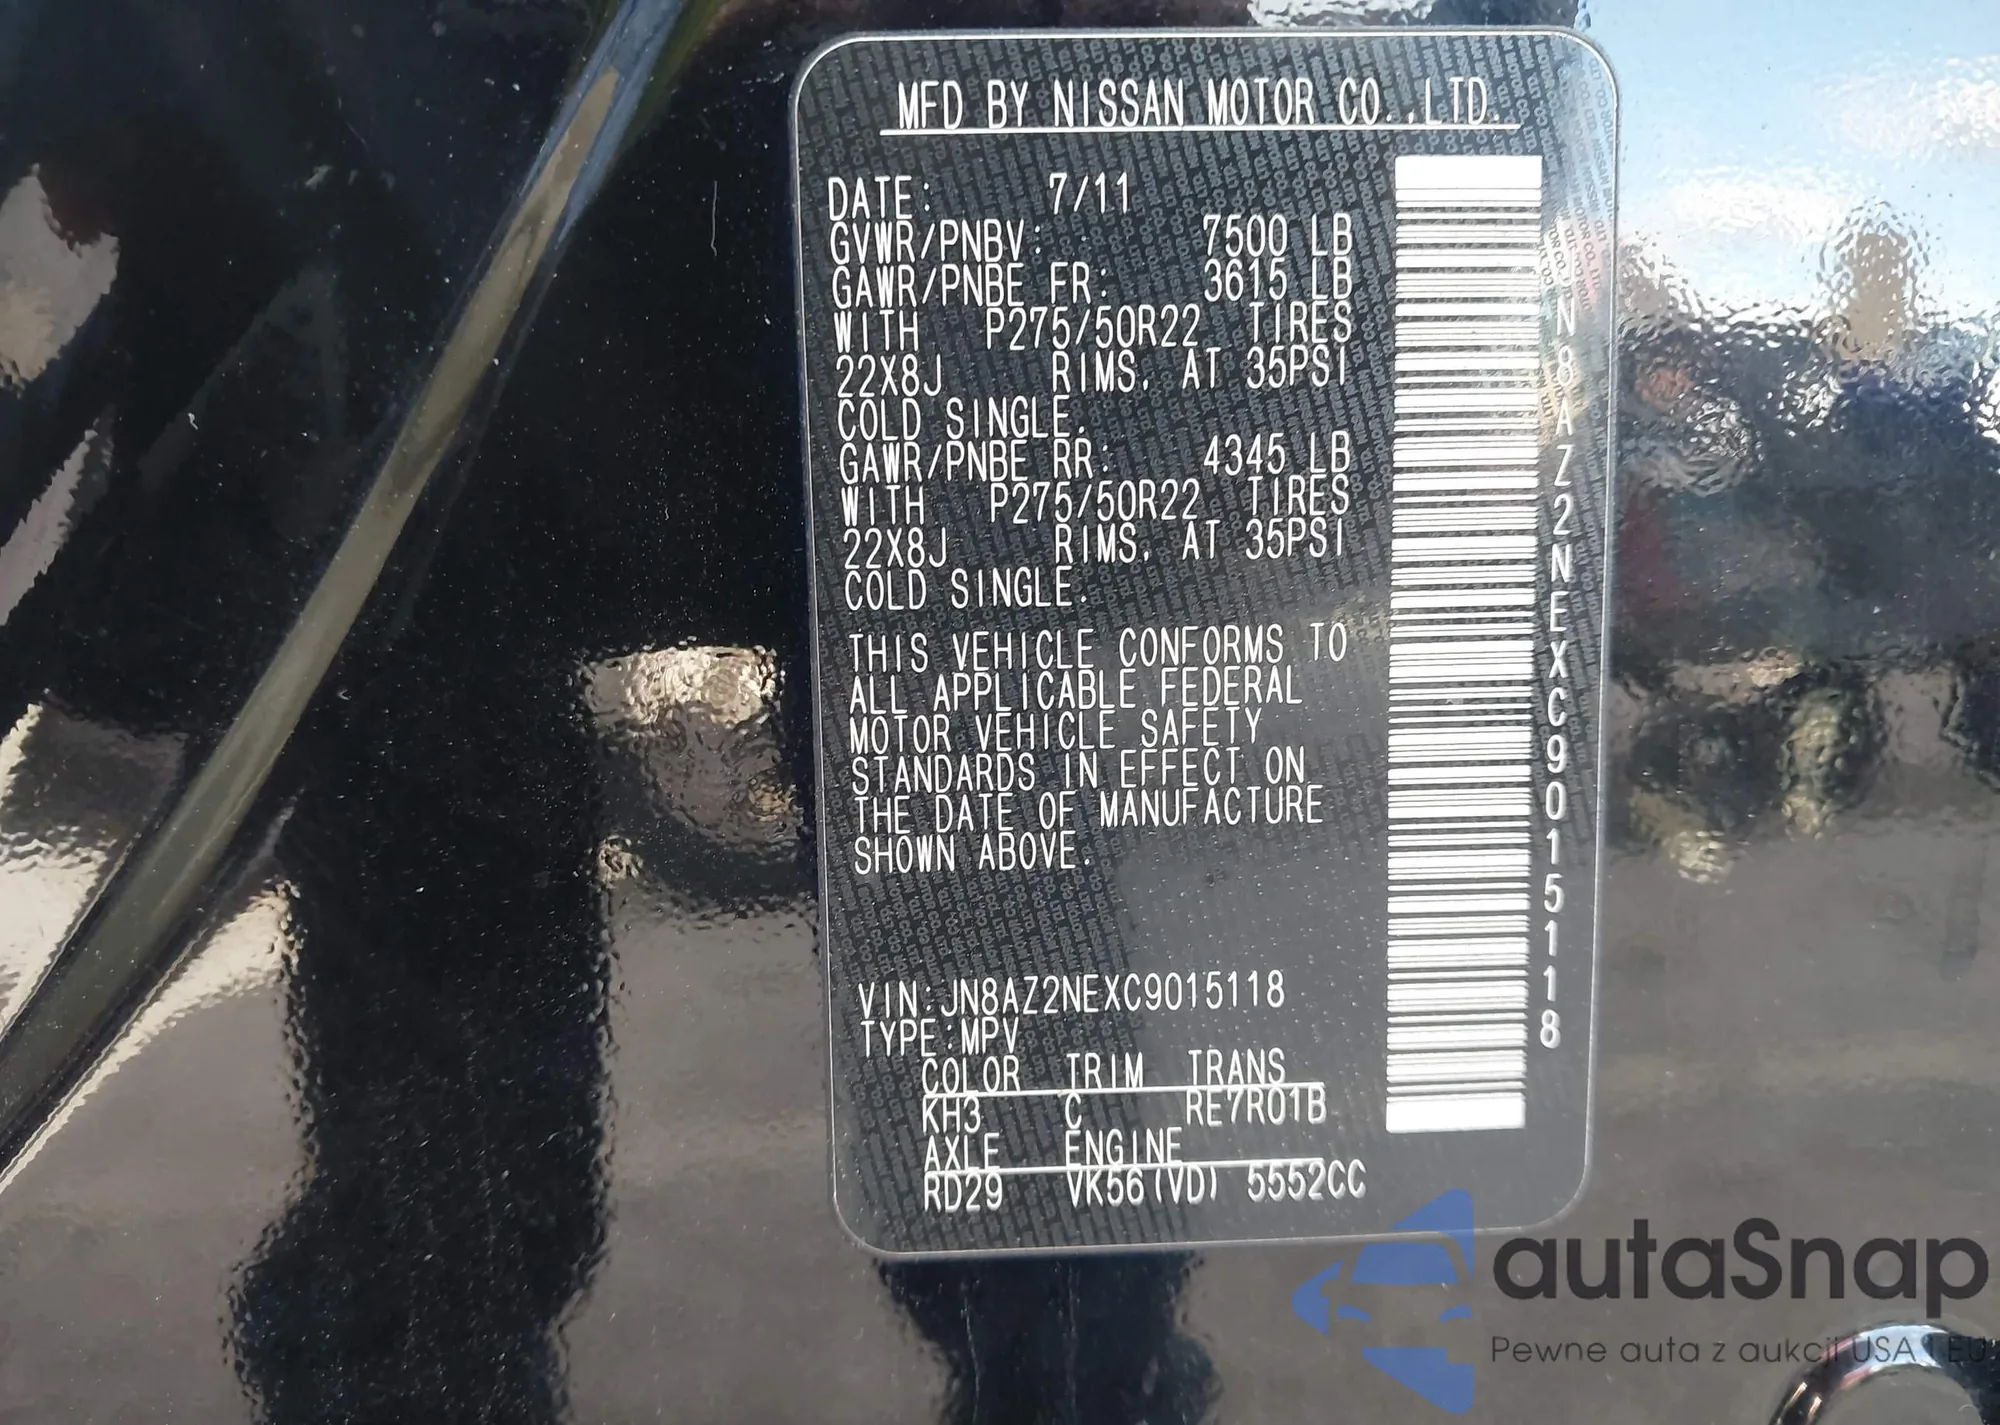 MFD BY NISSAN MOTOR CO.,LTD.
DATE: 7/11
GVWR/PNBV: 7500 LB
GAWR/PNBE FR: 3615 LB
WITH P275/50R22 TIRES
22X8J RIMS, AT 35PSI
COLD SINGLE.
GAWR/PNBE RR: 4345 LB
WITH P275/50R22 TIRES
22X8J RIMS, AT 35PSI
COLD SINGLE.
THIS VEHICLE CONFORMS TO
ALL APPLICABLE FEDERAL
MOTOR VEHICLE SAFETY
STANDARDS IN EFFECT ON
THE DATE OF MANUFACTURE
SHOWN ABOVE.
VIN:JN8AZ2NEXC9015118
TYPE:MPV
COLOR TRIM TRANS
KH3 C RE7R01B
AXLE ENGINE
RD29 VK56(VD) 5552CC
JN8AZ2NEXC9015118
autaSnap
Pewne auta z aukcji USA i EU